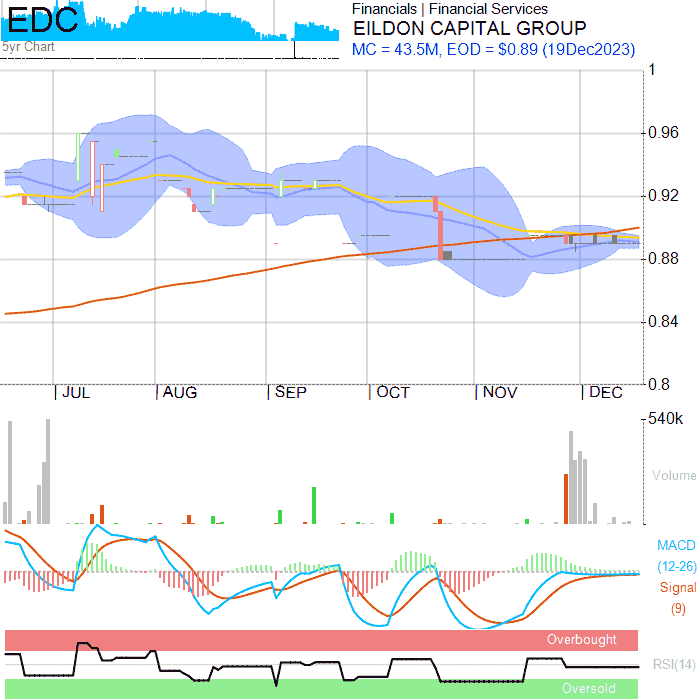 EDC
5yr Chart
Financials | Financial Services
EILDON CAPITAL GROUP
MC = 43.5M, EOD = $0.89 (19Dec2023)
1
0.96
0.92
0.88
0.84
0.8
JUL AUG SEP OCT NOV DEC
540k
Volume
MACD
(12-26)
Signal
(9)
Overbought
RSI(14)
Oversold